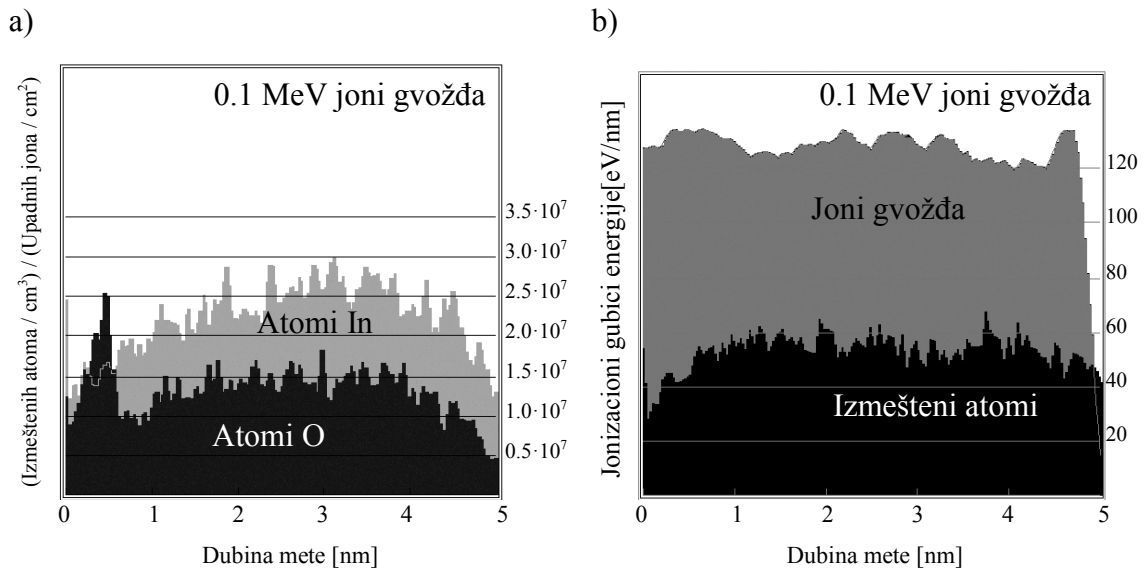 a)
(Izmeštenih atoma / cm³) / (Upadnih jona / cm²)
0.1 MeV joni gvožđa
3.5·10⁷
3.0·10⁷
2.5·10⁷
2.0·10⁷
1.5·10⁷
1.0·10⁷
0.5·10⁷
Atomi In
Atomi O
0 1 2 3 4 5
Dubina mete [nm]
b)
Jonizacioni gubici energije[eV/nm]
0.1 MeV joni gvožđa
120
100
80
60
40
20
Joni gvožđa
Izmešteni atomi
0 1 2 3 4 5
Dubina mete [nm]